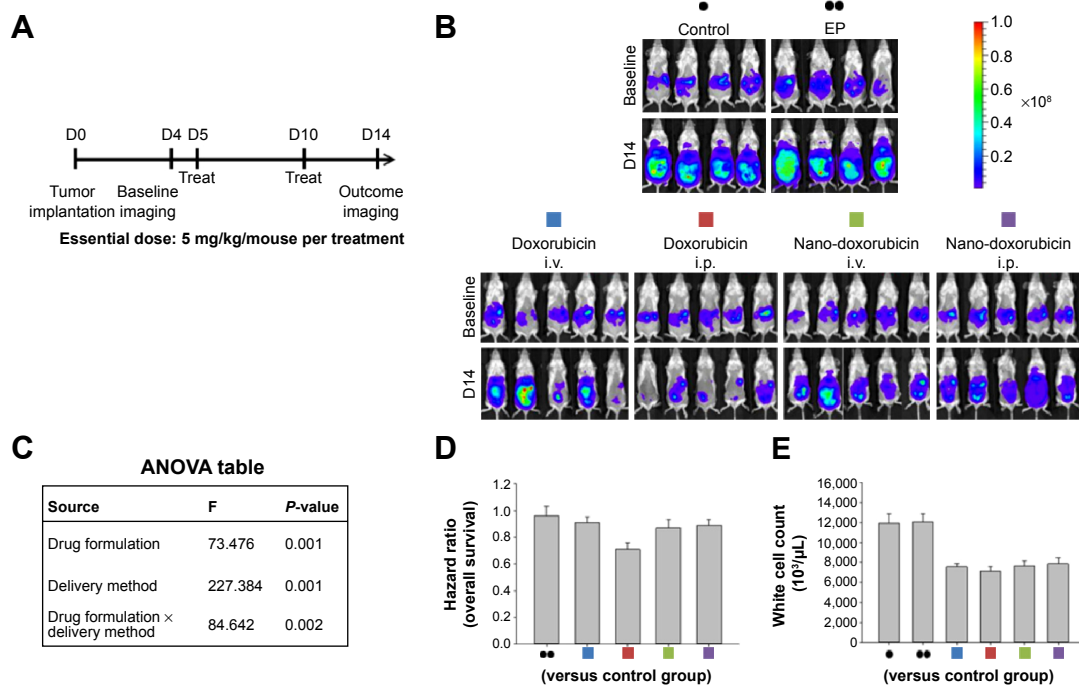 A
D0 D4 D5 D10 D14
Treat Treat
Tumor implantation
Baseline imaging
Outcome imaging
Essential dose: 5 mg/kg/mouse per treatment
B
Control EP
Baseline
D14
1.0
0.8
0.6
0.4
0.2
×10⁸
Doxorubicin i.v.
Doxorubicin i.p.
Nano-doxorubicin i.v.
Nano-doxorubicin i.p.
Baseline
D14
C
ANOVA table
Source F P-value
Drug formulation 73.476 0.001
Delivery method 227.384 0.001
Drug formulation × delivery method 84.642 0.002
D
Hazard ratio
(overall survival)
1.2
1.0
0.8
0.6
0.4
0.2
0.0
(versus control group)
E
White cell count
(10³/μL)
16,000
14,000
12,000
10,000
8,000
6,000
4,000
2,000
0
(versus control group)